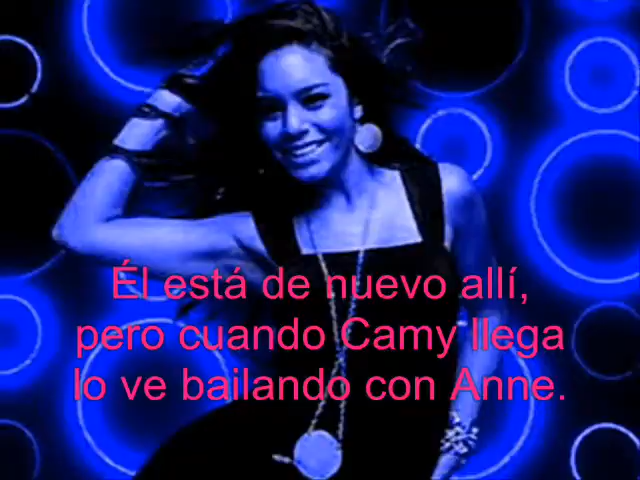 Él está de nuevo allí,
pero cuando Camy llega
lo ve bailando con Anne.